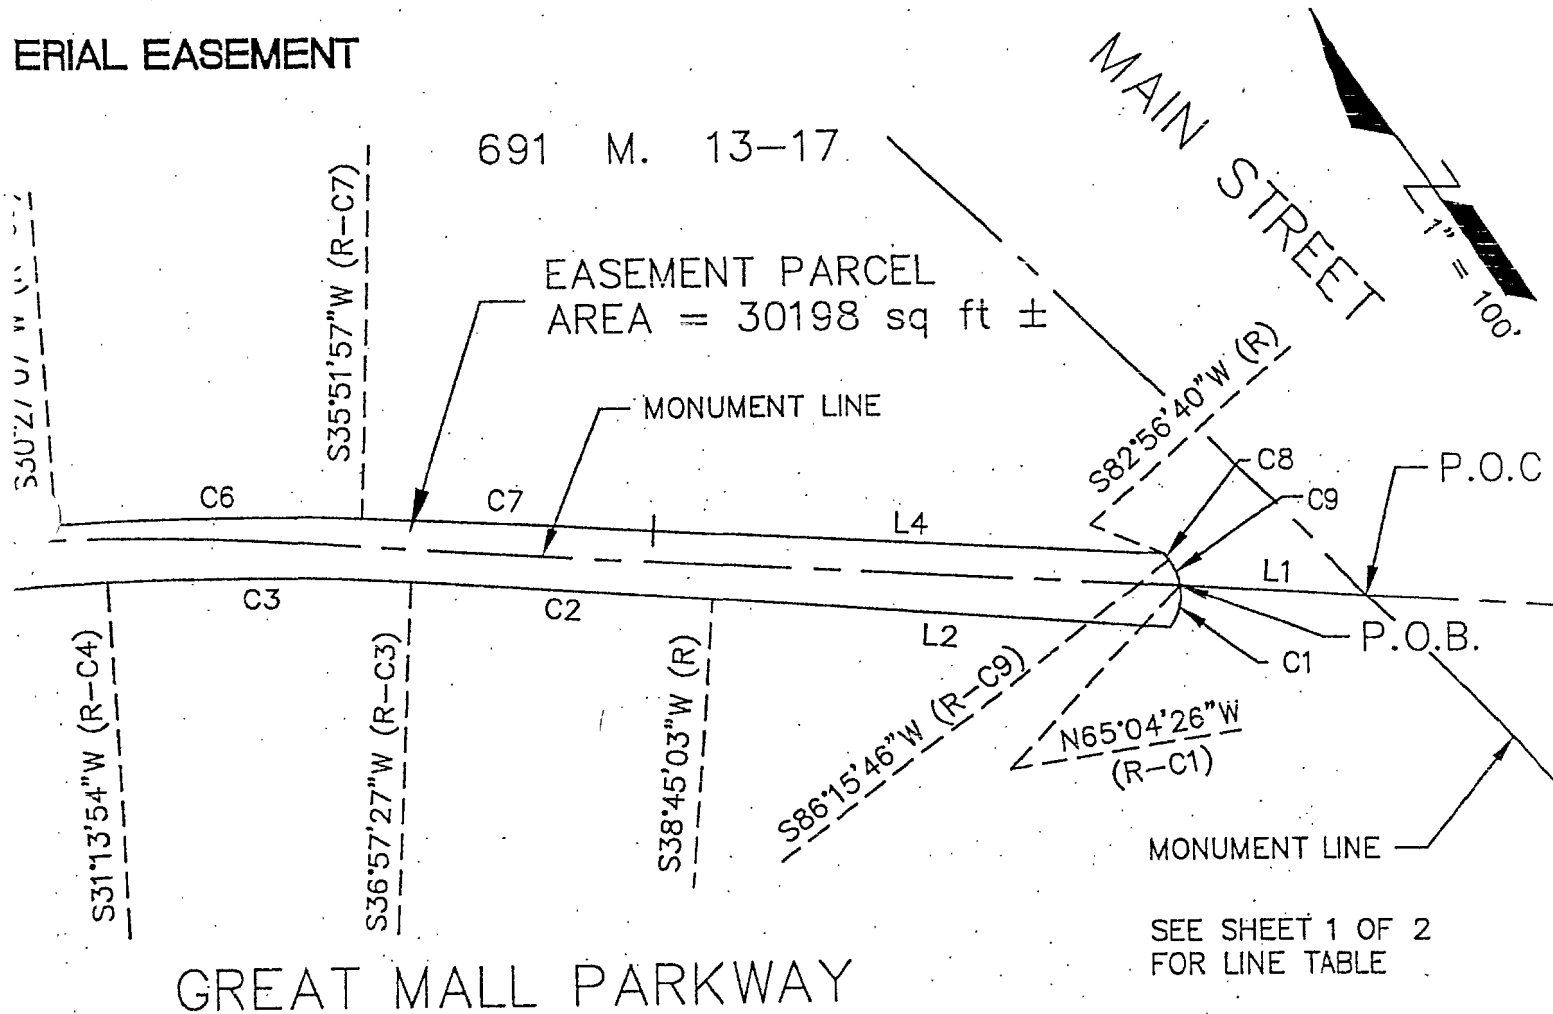 ERIAL EASEMENT
MAIN STREET
691 M. 13-17
1" = 100'
S35°51'57"W (R-C7)
EASEMENT PARCEL
AREA = 30198 sq ft ±
MONUMENT LINE
S82°56'40"W (R)
C8
P.O.C
C9
C6
C7
L4
L1
C3
C2
L2
P.O.B.
C1
S31°13'54"W (R-C4)
S36°57'27"W (R-C3)
S38°45'03"W (R)
S86°15'46"W (R-C9)
N65°04'26"W
(R-C1)
MONUMENT LINE
SEE SHEET 1 OF 2
FOR LINE TABLE
GREAT MALL PARKWAY